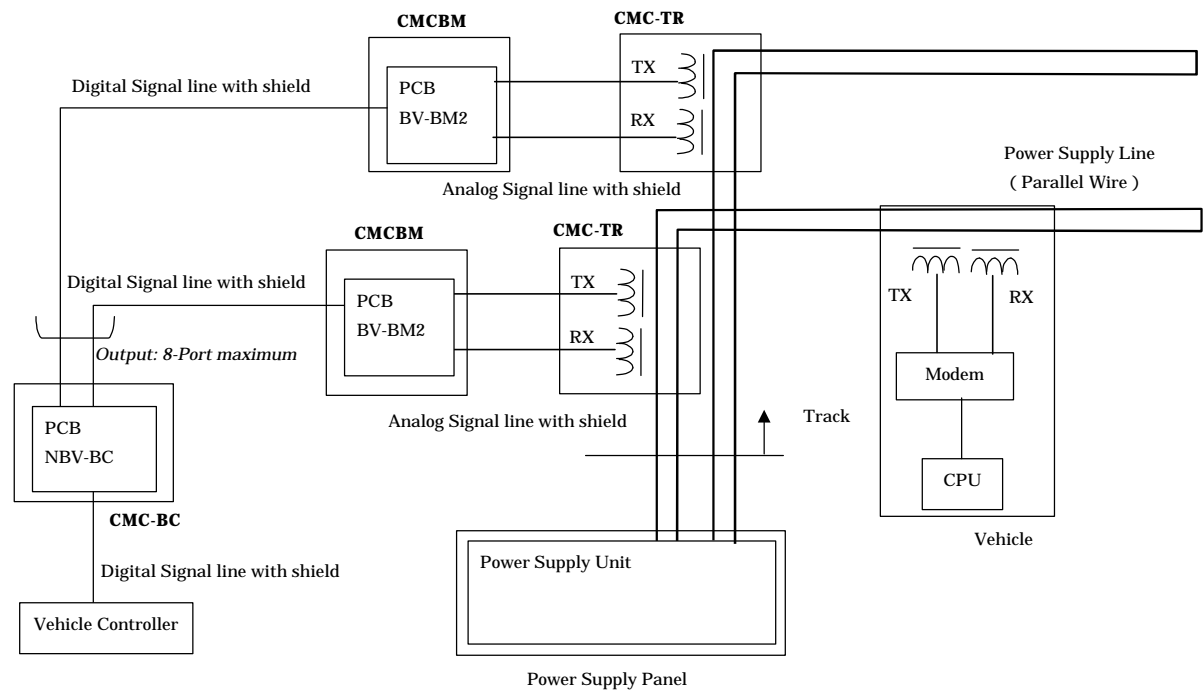 CMCBM
CMC-TR
Digital Signal line with shield
PCB
BV-BM2
TX
RX
Analog Signal line with shield
Power Supply Line
( Parallel Wire )
CMCBM
CMC-TR
Digital Signal line with shield
PCB
BV-BM2
TX
RX
TX
RX
Output: 8-Port maximum
Modem
Analog Signal line with shield
Track
PCB
NBV-BC
CPU
CMC-BC
Vehicle
Power Supply Unit
Digital Signal line with shield
Vehicle Controller
Power Supply Panel